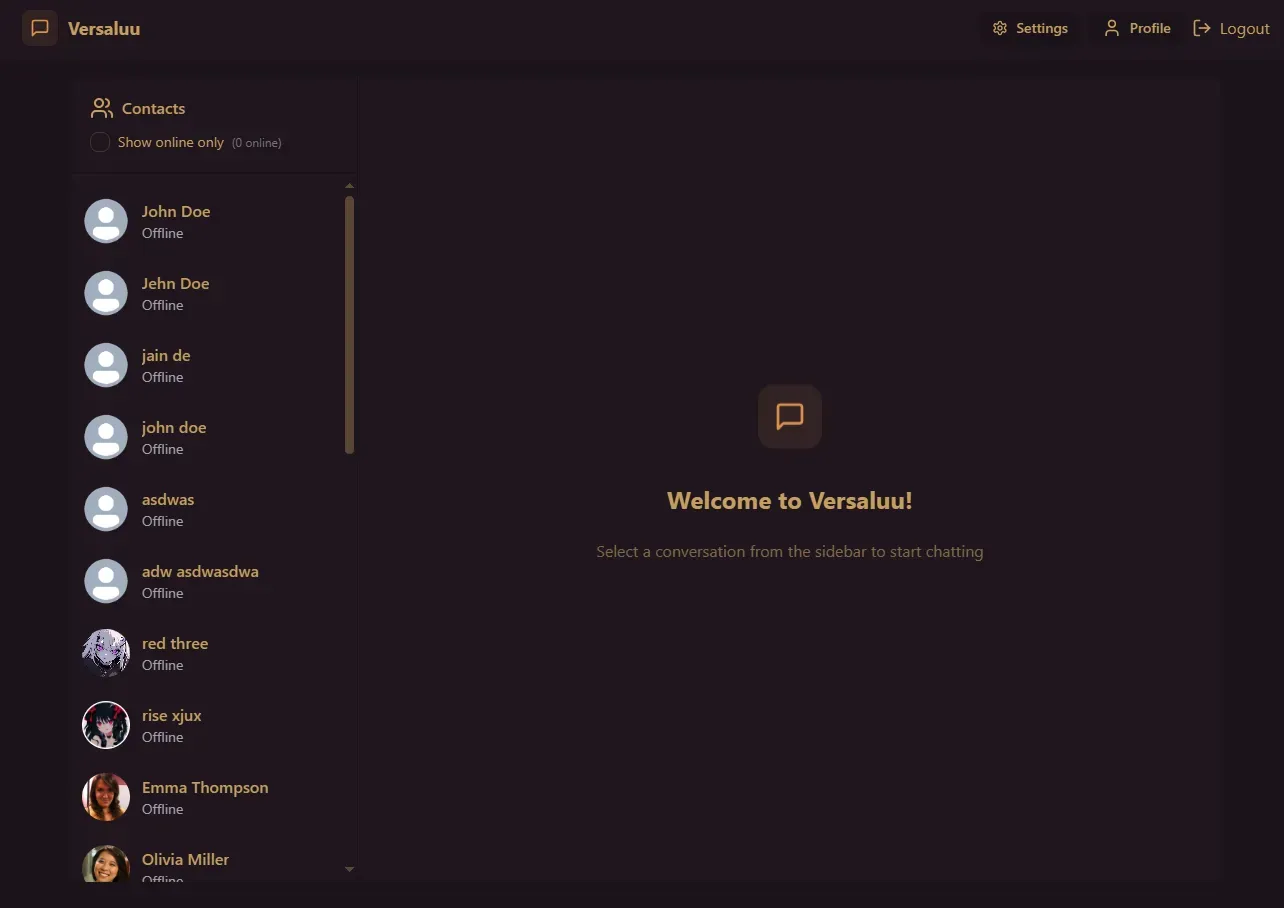 Versaluu
Settings
Profile
Logout
Contacts
Show online only (0 online)
John Doe
Offline
Jehn Doe
Offline
jain de
Offline
john doe
Offline
asdwas
Offline
adw asdwasdwa
Offline
red three
Offline
rise xjux
Offline
Emma Thompson
Offline
Olivia Miller
Offline
Welcome to Versaluu!
Select a conversation from the sidebar to start chatting